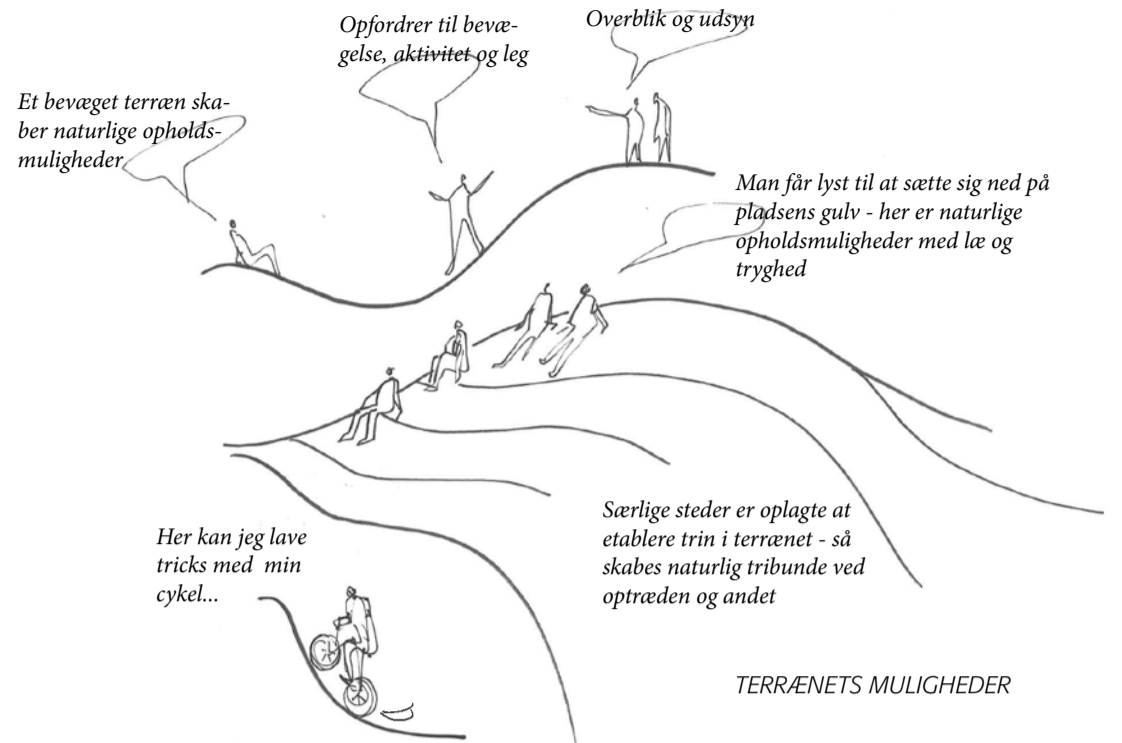 Et bevæget terræn ska-
ber naturlige opholds-
muligheder
Opfordrer til bevæ-
gelse, aktivitet og leg
Overblik og udsyn
Man får lyst til at sætte sig ned på
pladsens gulv - her er naturlige
opholdsmuligheder med læ og
tryghed
Her kan jeg lave
tricks med  min
cykel...
Særlige steder er oplagte at
etablere trin i terrænet - så
skabes naturlig tribunde ved
optræden og andet
TERRÆNETS MULIGHEDER